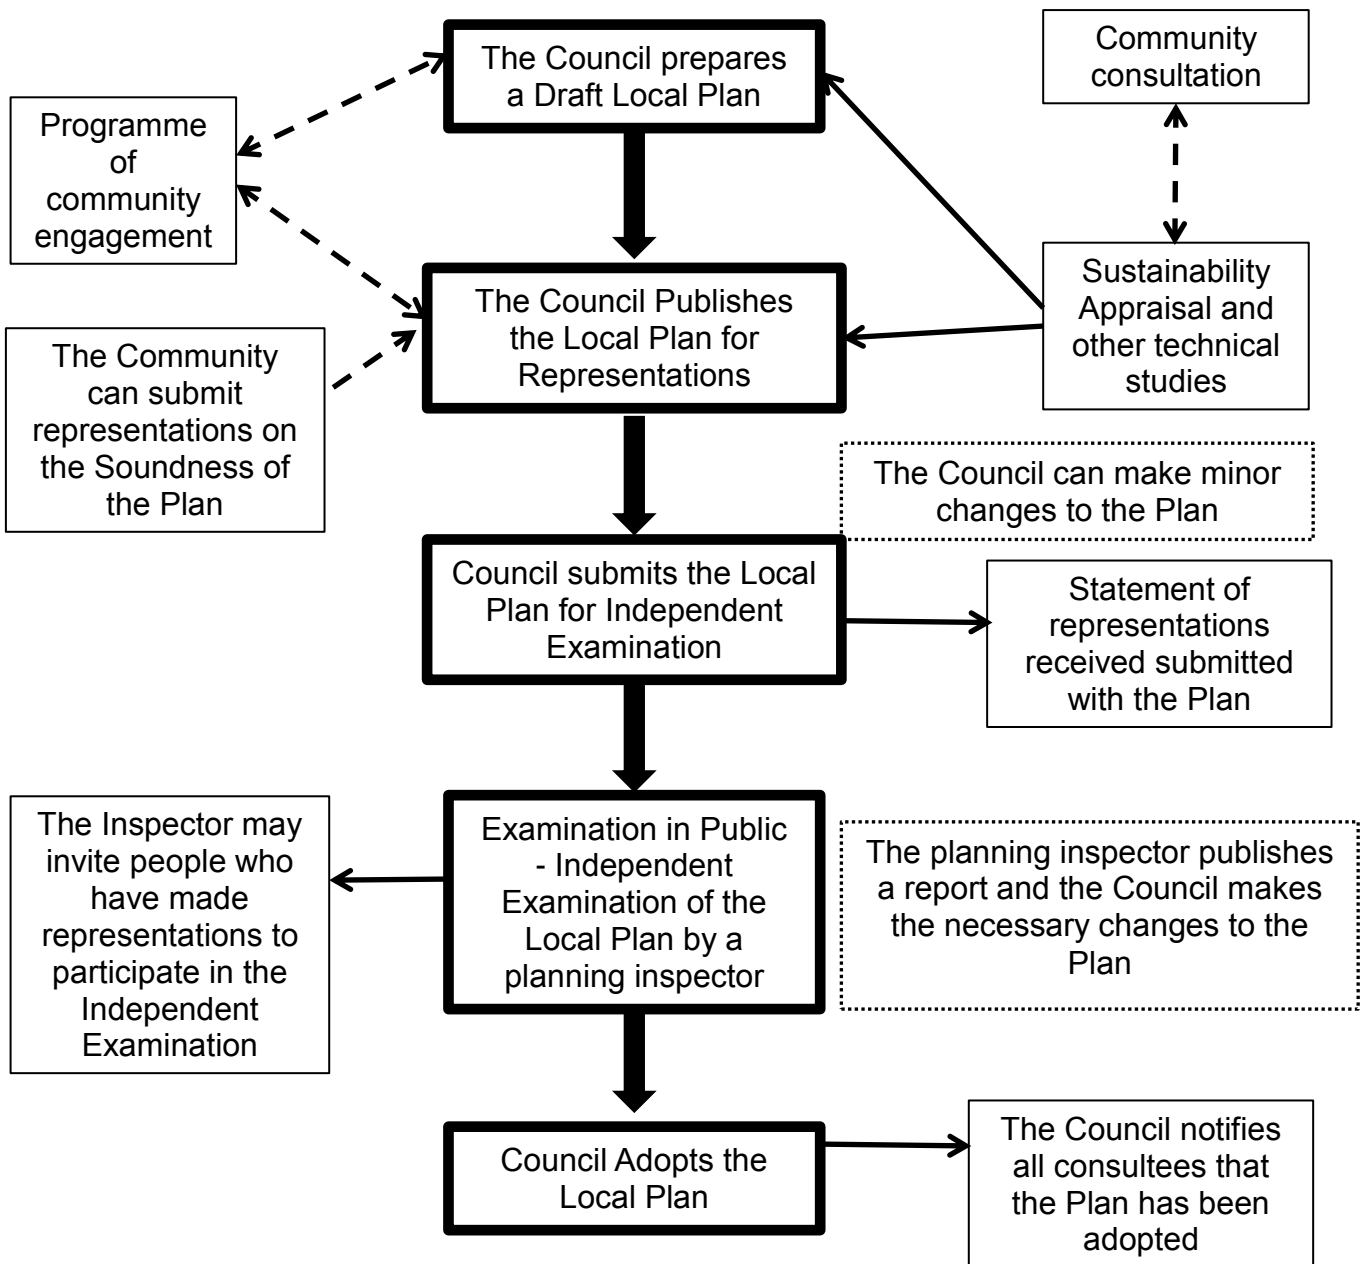 The Council prepares
a Draft Local Plan
Community
consultation
Programme
of
community
engagement
The Council Publishes
the Local Plan for
Representations
Sustainability
Appraisal and
other technical
studies
The Community
can submit
representations on
the Soundness of
the Plan
The Council can make minor
changes to the Plan
Council submits the Local
Plan for Independent
Examination
Statement of
representations
received submitted
with the Plan
The Inspector may
invite people who
have made
representations to
participate in the
Independent
Examination
Examination in Public
- Independent
Examination of the
Local Plan by a
planning inspector
The planning inspector publishes
a report and the Council makes
the necessary changes to the
Plan
Council Adopts the
Local Plan
The Council notifies
all consultees that
the Plan has been
adopted